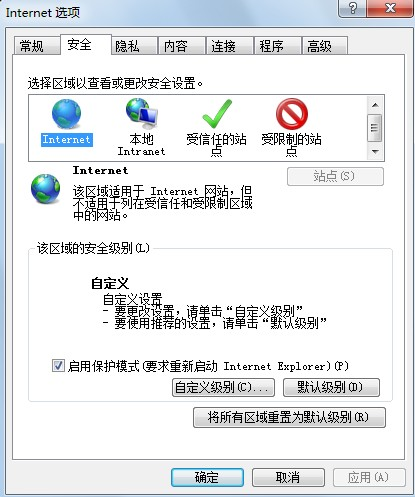 Internet 选项
常规 安全 隐私 内容 连接 程序 高级
选择区域以查看或更改安全设置。
Internet 本地 受信任的站 受限制的站
Intranet 点 点
Internet
站点(S)
该区域适用于 Internet 网站，但
不适用于列在受信任和受限制区域
中的网站。
该区域的安全级别(L)
自定义
自定义设置
- 要更改设置，请单击“自定义级别”
- 要使用推荐的设置，请单击“默认级别”
启用保护模式(要求重新启动 Internet Explorer)(P)
自定义级别(C)... 默认级别(D)
将所有区域重置为默认级别(R)
确定 取消 应用(A)